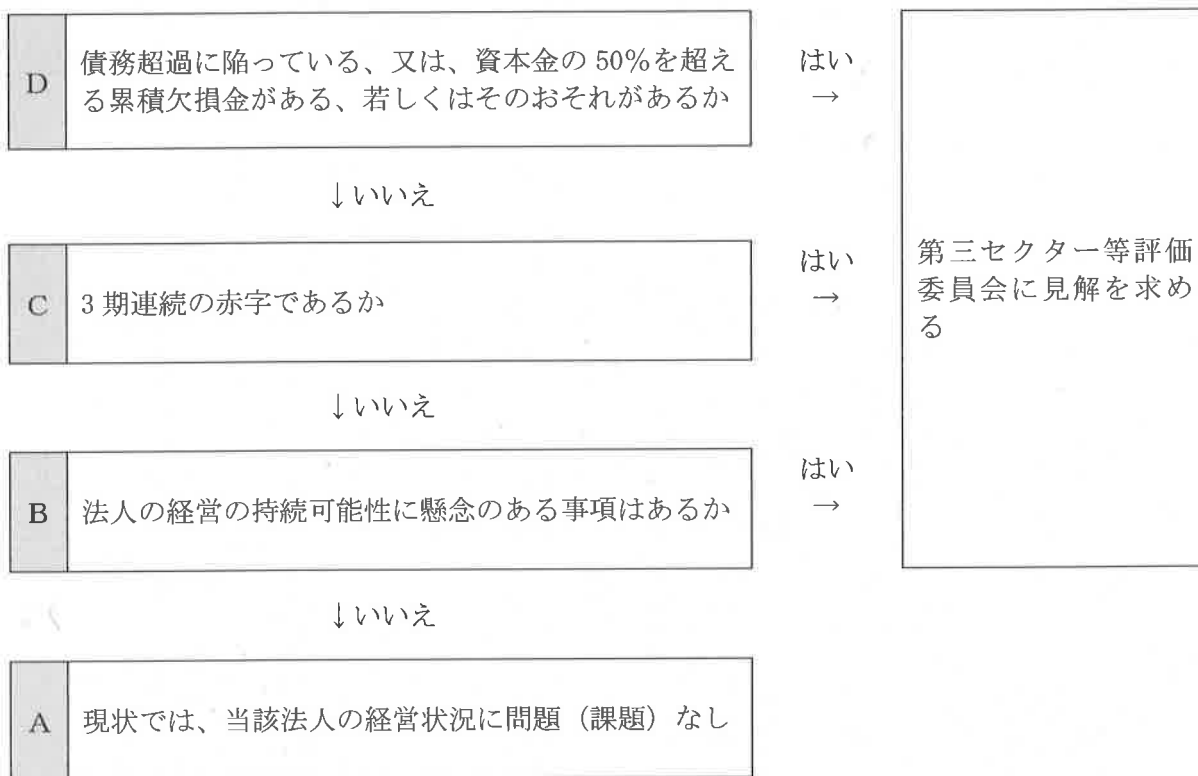 D
債務超過に陥っている、又は、資本金の 50%を超え
る累積欠損金がある、若しくはそのおそれがあるか
はい
→
↓いいえ
C
3 期連続の赤字であるか
はい
→
↓いいえ
B
法人の経営の持続可能性に懸念のある事項はあるか
はい
→
↓いいえ
A
現状では、当該法人の経営状況に問題（課題）なし
第三セクター等評価
委員会に見解を求め
る